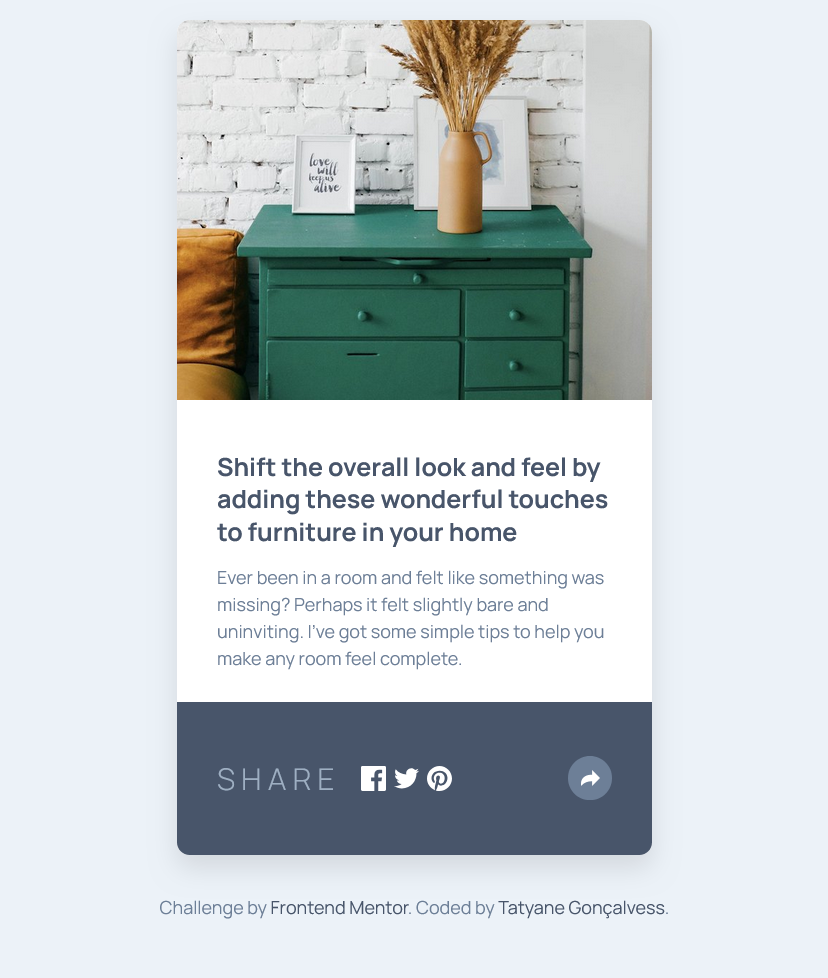 love
will
keep us
alive
Shift the overall look and feel by
adding these wonderful touches
to furniture in your home
Ever been in a room and felt like something was
missing? Perhaps it felt slightly bare and
uninviting. I've got some simple tips to help you
make any room feel complete.
SHARE
Challenge by Frontend Mentor. Coded by Tatyane Gonçalvess.